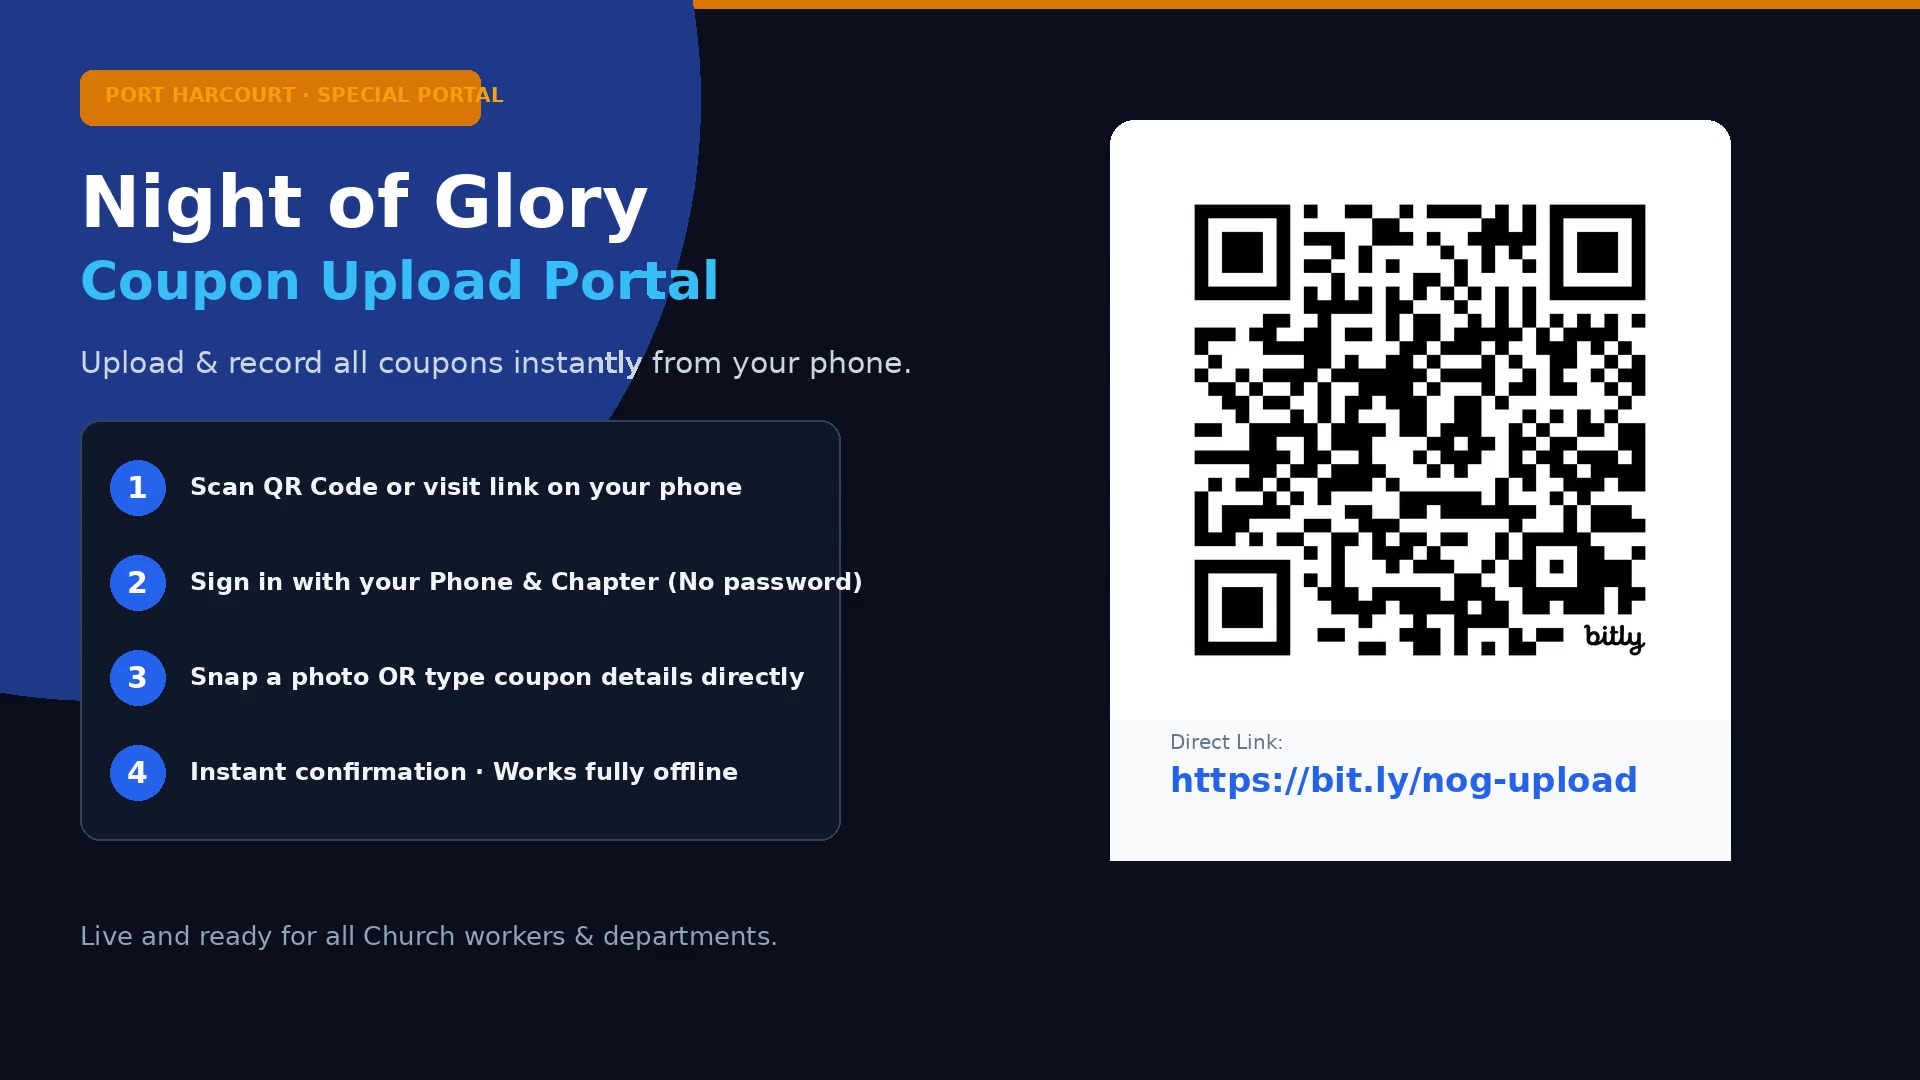 PORT HARCOURT · SPECIAL PORTAL
Night of Glory
Coupon Upload Portal
Upload & record all coupons instantly from your phone.
1 Scan QR Code or visit link on your phone
2 Sign in with your Phone & Chapter (No password)
3 Snap a photo OR type coupon details directly
4 Instant confirmation · Works fully offline
Live and ready for all Church workers & departments.
bitly
Direct Link:
https://bit.ly/nog-upload